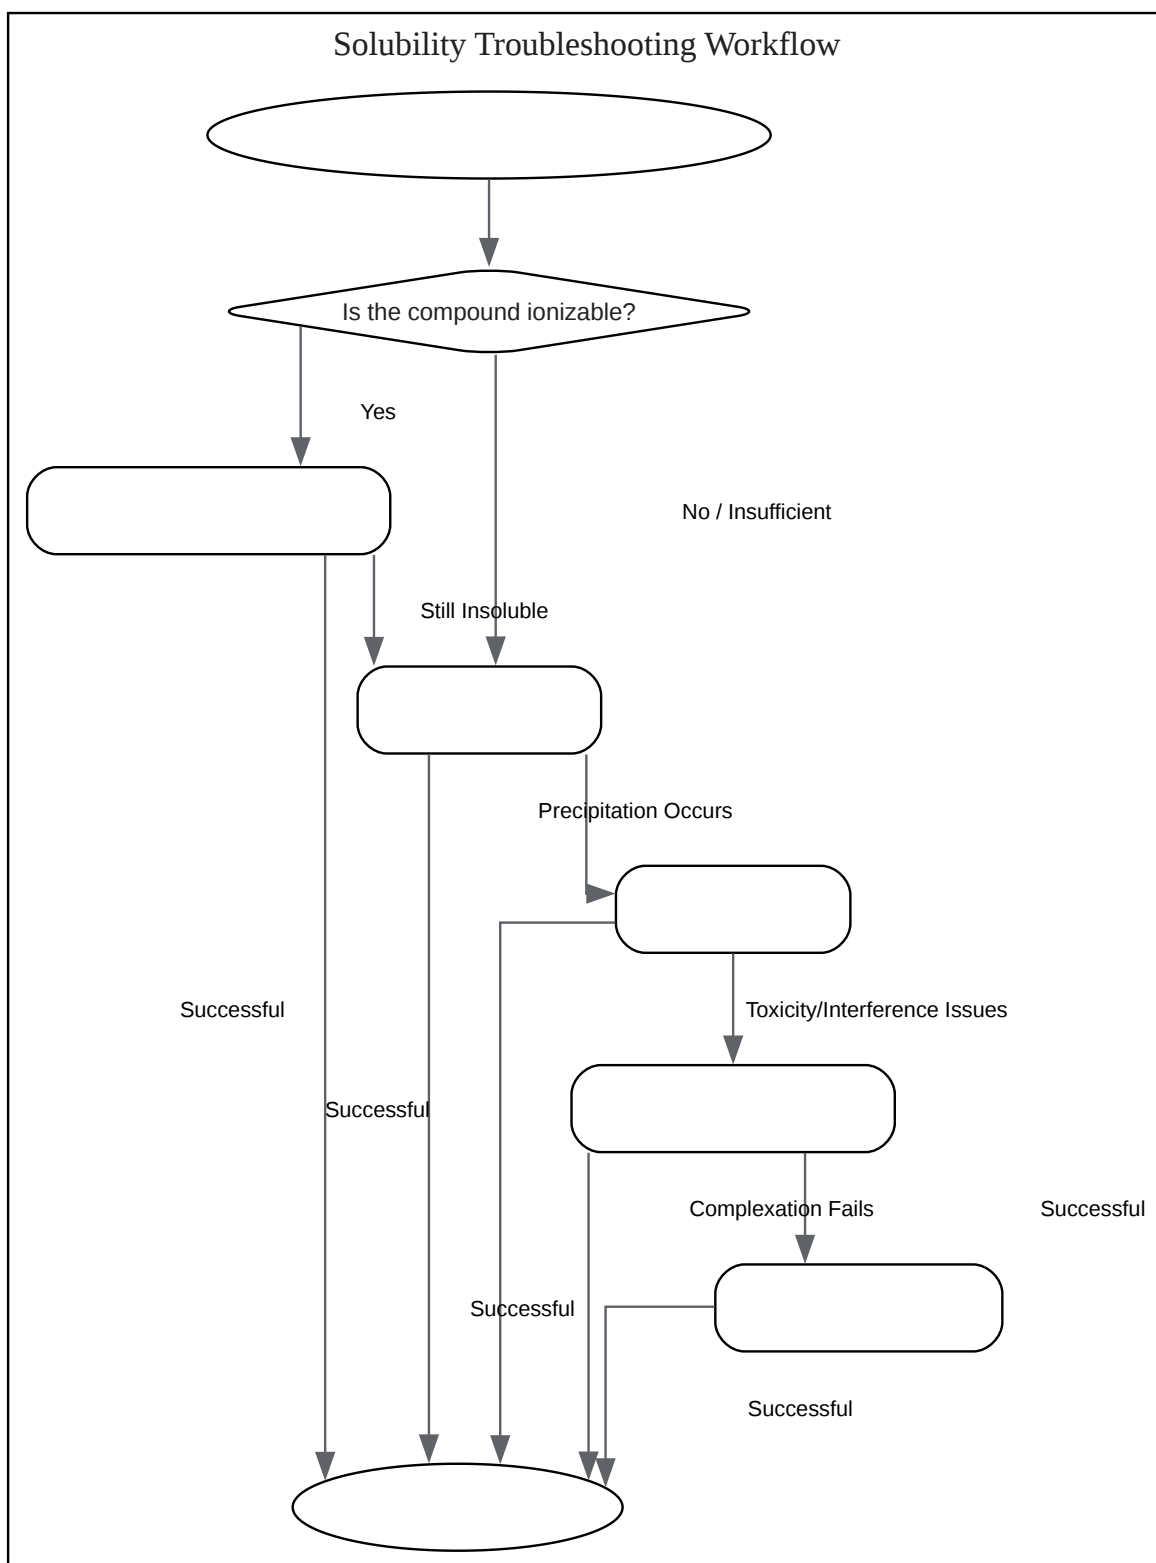 Solubility Troubleshooting Workflow
Is the compound ionizable?
Yes
No / Insufficient
Still Insoluble
Precipitation Occurs
Successful
Toxicity/Interference Issues
Successful
Complexation Fails
Successful
Successful
Successful